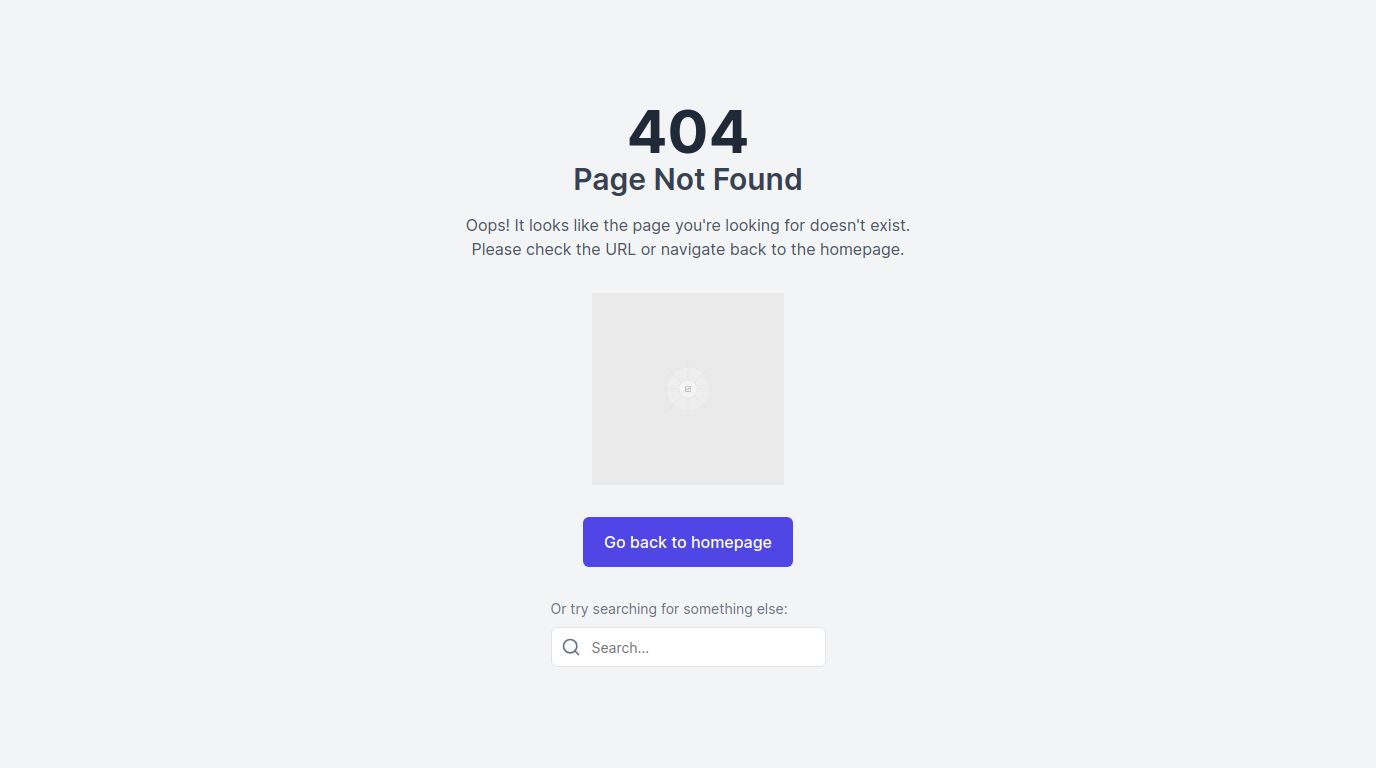 404
Page Not Found
Oops! It looks like the page you're looking for doesn't exist.
Please check the URL or navigate back to the homepage.
Go back to homepage
Or try searching for something else:
Search...